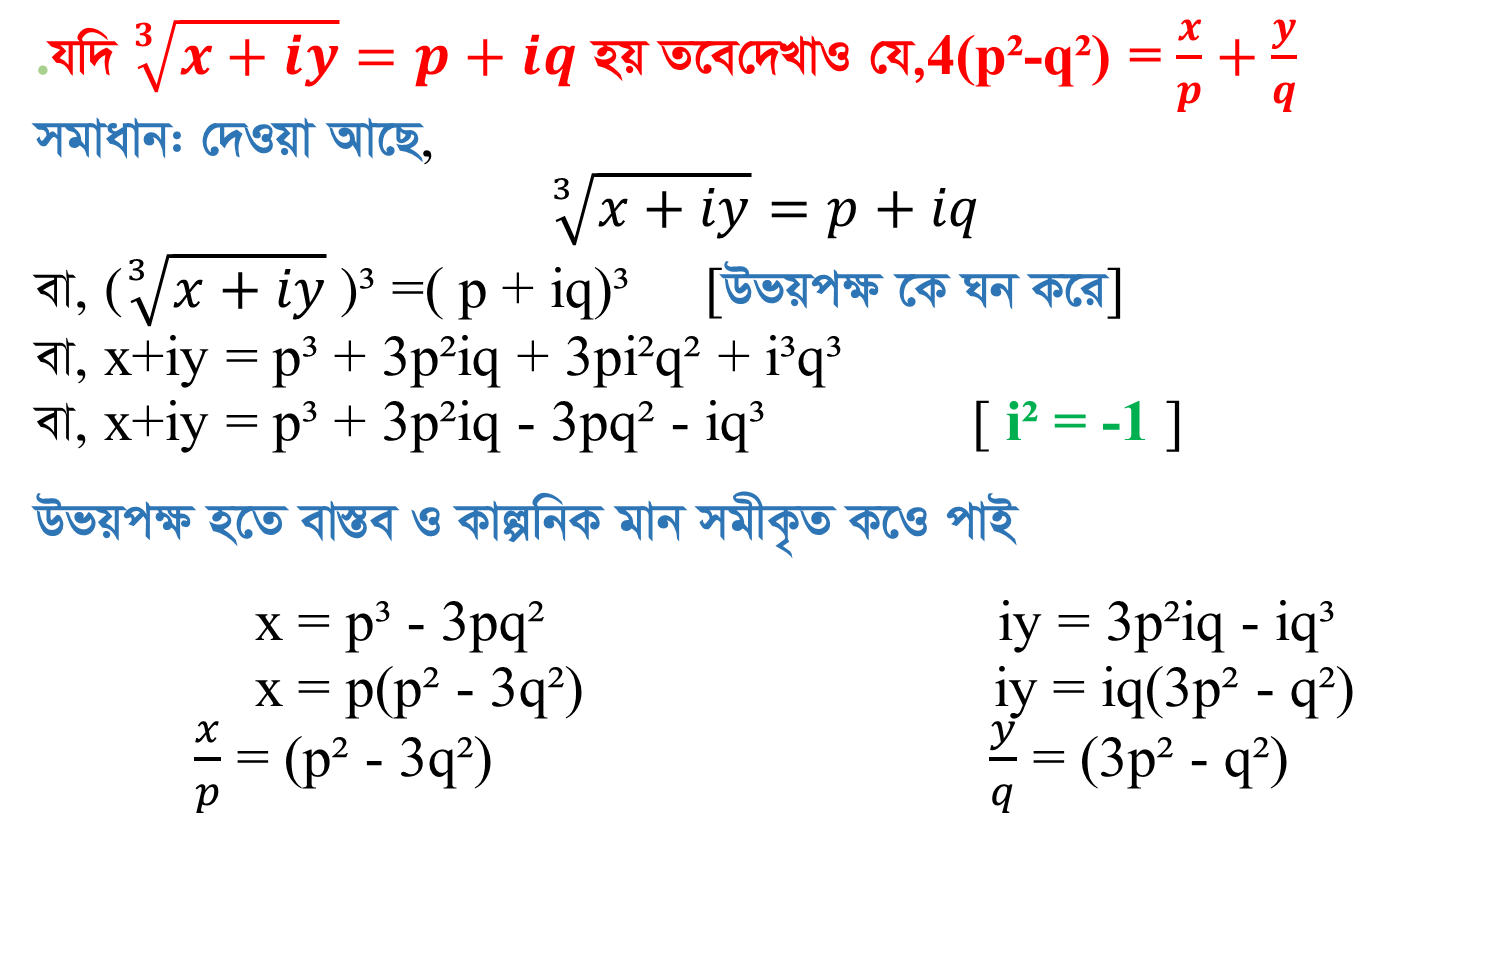 .যদি ∛(x + iy) = p + iq হয় তবেদেখাও যে,4(p²-q²) = x/p + y/q
সমাধানঃ দেওয়া আছে,
∛(x + iy) = p + iq
বা, (∛(x + iy) )³ =( p + iq)³ [উভয়পক্ষ কে ঘন করে]
বা, x+iy = p³ + 3p²iq + 3pi²q² + i³q³
বা, x+iy = p³ + 3p²iq - 3pq² - iq³ [ i² = -1 ]
উভয়পক্ষ হতে বাস্তব ও কাল্পনিক মান সমীকৃত কওে পাই
x = p³ - 3pq² iy = 3p²iq - iq³
x = p(p² - 3q²) iy = iq(3p² - q²)
x/p = (p² - 3q²) y/q = (3p² - q²)